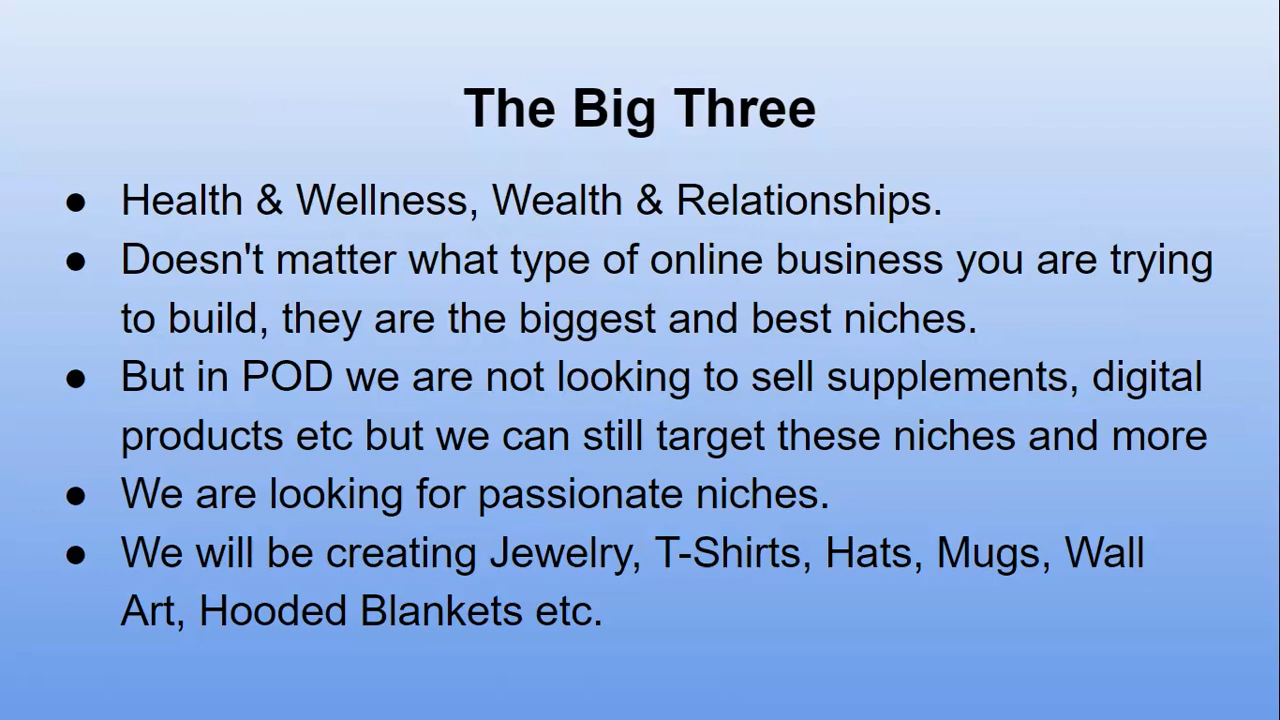 The Big Three
● Health & Wellness, Wealth & Relationships.
● Doesn't matter what type of online business you are trying
to build, they are the biggest and best niches.
● But in POD we are not looking to sell supplements, digital
products etc but we can still target these niches and more
● We are looking for passionate niches.
● We will be creating Jewelry, T-Shirts, Hats, Mugs, Wall
Art, Hooded Blankets etc.